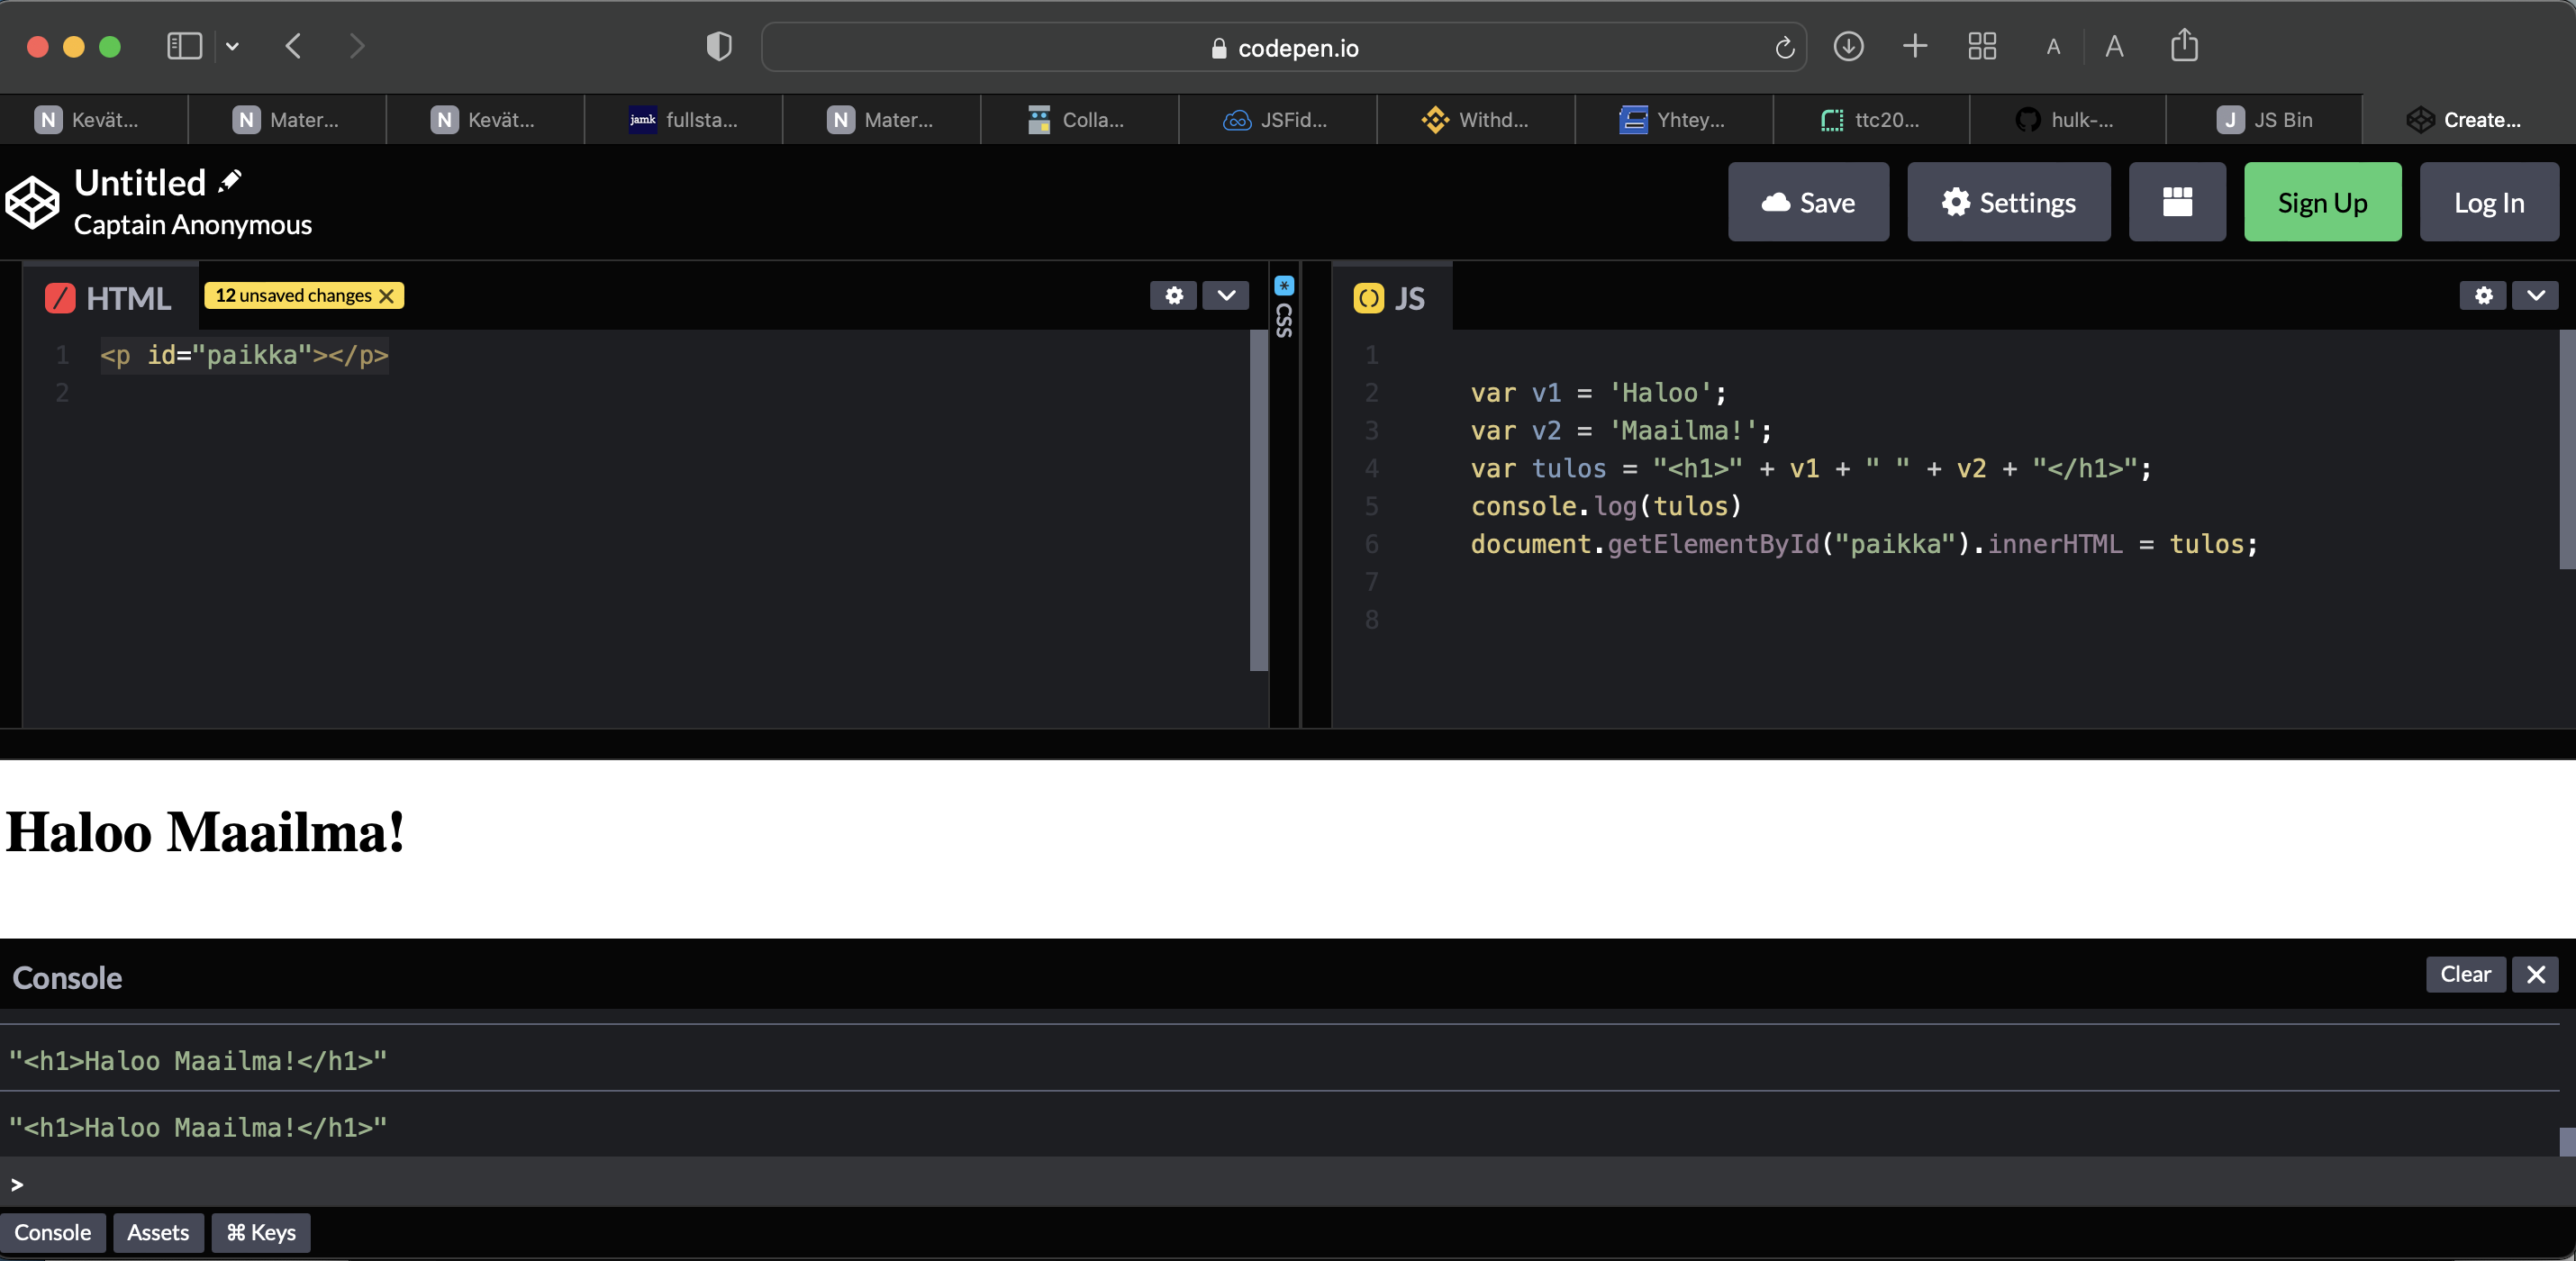 codepen.io
A A
N Kevät... N Mater... N Kevät... jamk fullsta... N Mater... Colla... JSFid... Withd... Yhtey... ttc20... hulk-... J JS Bin Create...
Untitled
Captain Anonymous
Save Settings Sign Up Log In
HTML 12 unsaved changes
1 <p id="paikka"></p>
2
* CSS
JS
1
2 var v1 = 'Haloo';
3 var v2 = 'Maailma!';
4 var tulos = "<h1>" + v1 + " " + v2 + "</h1>";
5 console.log(tulos)
6 document.getElementById("paikka").innerHTML = tulos;
7
8
Haloo Maailma!
Console Clear
"<h1>Haloo Maailma!</h1>"
"<h1>Haloo Maailma!</h1>"
>
Console Assets ⌘ Keys